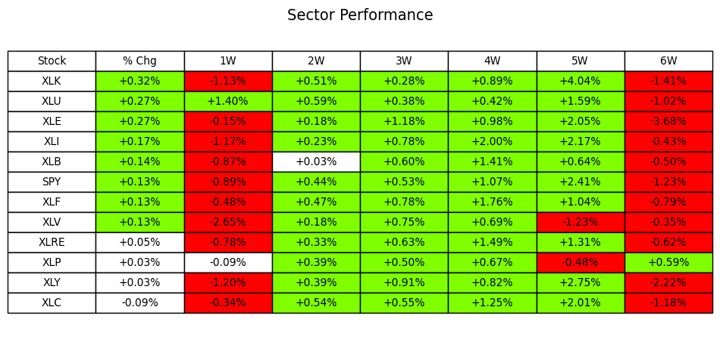 Sector Performance
Stock % Chg 1W 2W 3W 4W 5W 6W
XLK +0.32% -1.13% +0.51% +0.28% +0.89% +4.04% -1.41%
XLU +0.27% +1.40% +0.59% +0.38% +0.42% +1.59% -1.02%
XLE +0.27% -0.15% +0.18% +1.18% +0.98% +2.05% -3.68%
XLI +0.17% -1.17% +0.23% +0.78% +2.00% +2.17% -0.43%
XLB +0.14% -0.87% +0.03% +0.60% +1.41% +0.64% -0.50%
SPY +0.13% -0.89% +0.44% +0.53% +1.07% +2.41% -1.23%
XLF +0.13% -0.48% +0.47% +0.78% +1.76% +1.04% -0.79%
XLV +0.13% -2.65% +0.18% +0.75% +0.69% -1.23% -0.35%
XLRE +0.05% -0.78% +0.33% +0.63% +1.49% +1.31% -0.62%
XLP +0.03% -0.09% +0.39% +0.50% +0.67% -0.48% +0.59%
XLY +0.03% -1.20% +0.39% +0.91% +0.82% +2.75% -2.22%
XLC -0.09% -0.34% +0.54% +0.55% +1.25% +2.01% -1.18%